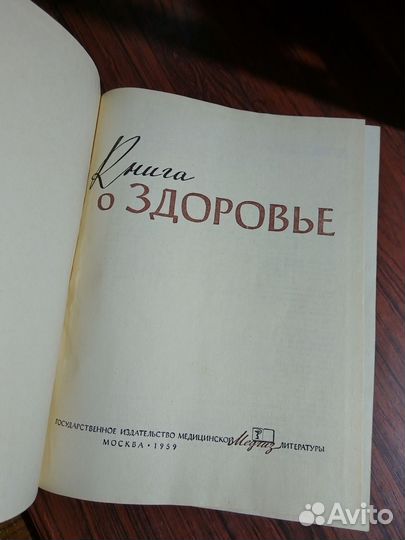 Книга
о ЗДОРОВЬЕ
ГОСУДАРСТВЕННОЕ ИЗДАТЕЛЬСТВО МЕДИЦИНСКОЙ Медгиз ЛИТЕРАТУРЫ
МОСКВА • 1959
Avito